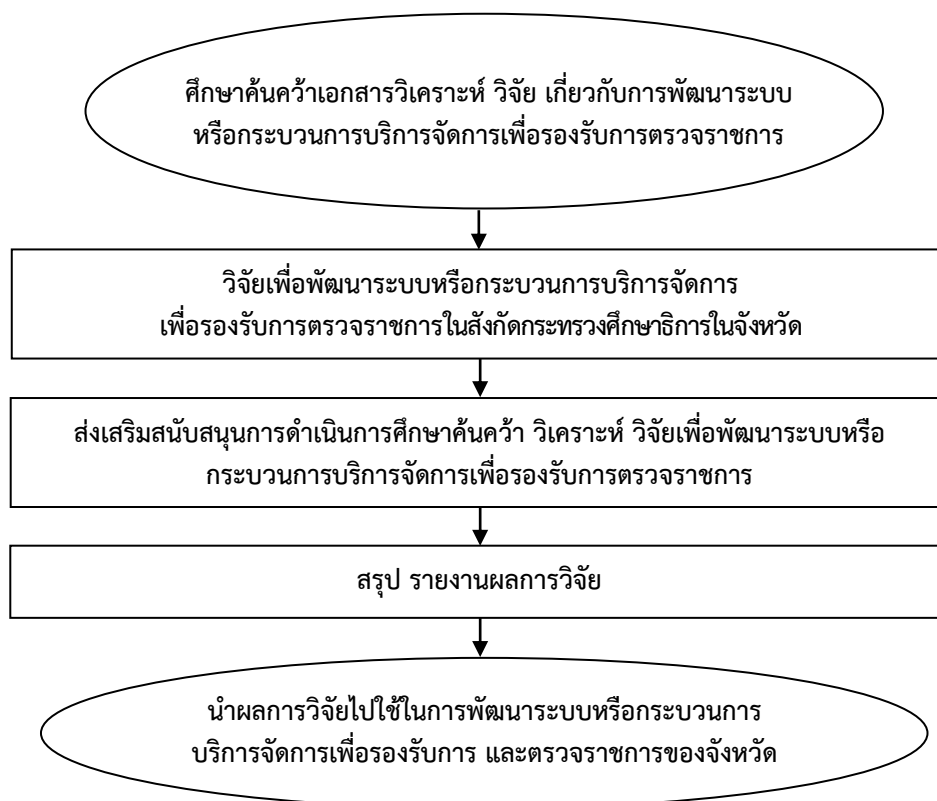 ศึกษาค้นคว้าเอกสารวิเคราะห์ วิจัย เกี่ยวกับการพัฒนาระบบ
หรือกระบวนการบริการจัดการเพื่อรองรับการตรวจราชการ
วิจัยเพื่อพัฒนาระบบหรือกระบวนการบริการจัดการ
เพื่อรองรับการตรวจราชการในสังกัดกระทรวงศึกษาธิการในจังหวัด
ส่งเสริมสนับสนุนการดำเนินการศึกษาค้นคว้า วิเคราะห์ วิจัยเพื่อพัฒนาระบบหรือ
กระบวนการบริการจัดการเพื่อรองรับการตรวจราชการ
สรุป รายงานผลการวิจัย
นำผลการวิจัยไปใช้ในการพัฒนาระบบหรือกระบวนการ
บริการจัดการเพื่อรองรับการ และตรวจราชการของจังหวัด